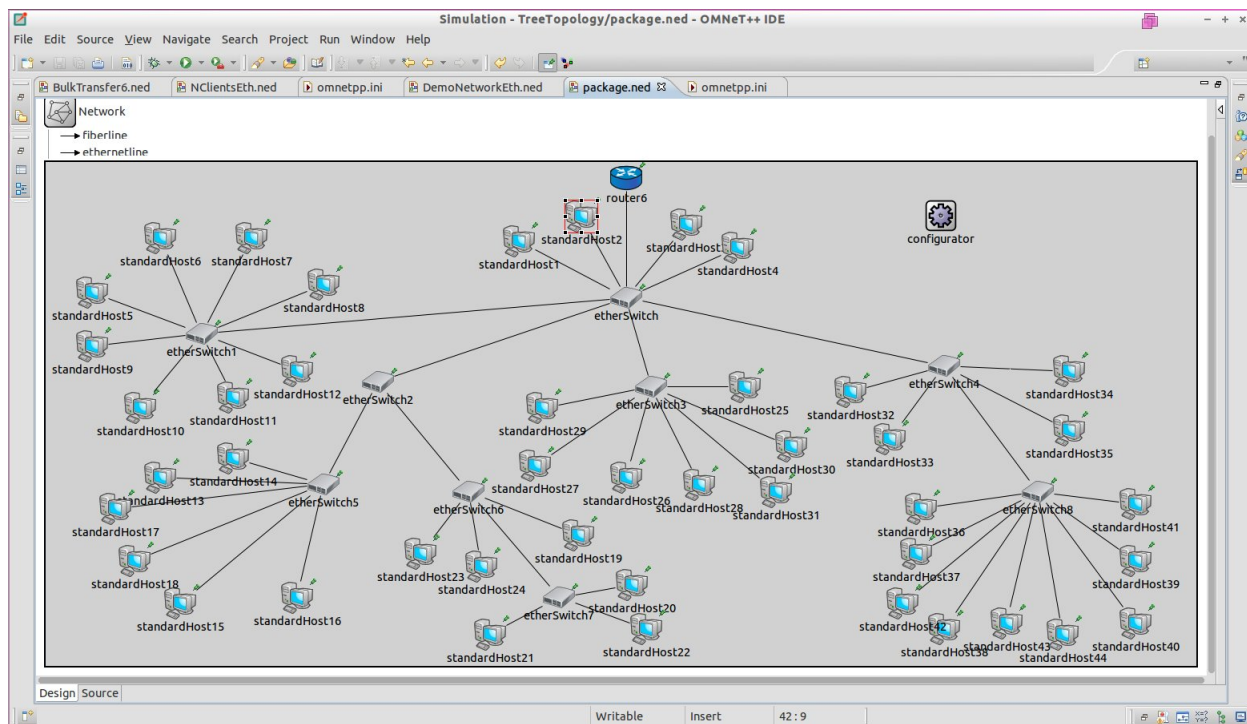 Simulation - TreeTopology/package.ned - OMNeT++ IDE
File Edit Source View Navigate Search Project Run Window Help
BulkTransfer6.ned NClientsEth.ned omnetpp.ini DemoNetworkEth.ned package.ned omnetpp.ini
Network
fiberline
ethernetline
router6
standardHost2
standardHost
standardHost1
standardHost4
configurator
standardHost6
standardHost7
standardHost8
standardHost5
etherSwitch
etherSwitch1
standardHost9
standardHost12
etherSwitch2
etherSwitch3
standardHost25
etherSwitch4
standardHost34
standardHost32
standardHost10
standardHost11
standardHost29
standardHost30
standardHost33
standardHost35
standardHost14
standardHost13
etherSwitch5
standardHost27
standardHost26
standardHost28
standardHost31
etherSwitch6
etherSwitch8
standardHost17
standardHost36
standardHost41
standardHost19
standardHost18
standardHost23
standardHost24
standardHost37
standardHost39
standardHost15
standardHost16
etherSwitch7
standardHost20
standardHost21
standardHost22
standardHost42
standardHost38
standardHost43
standardHost44
standardHost40
Design Source
Writable Insert 42:9